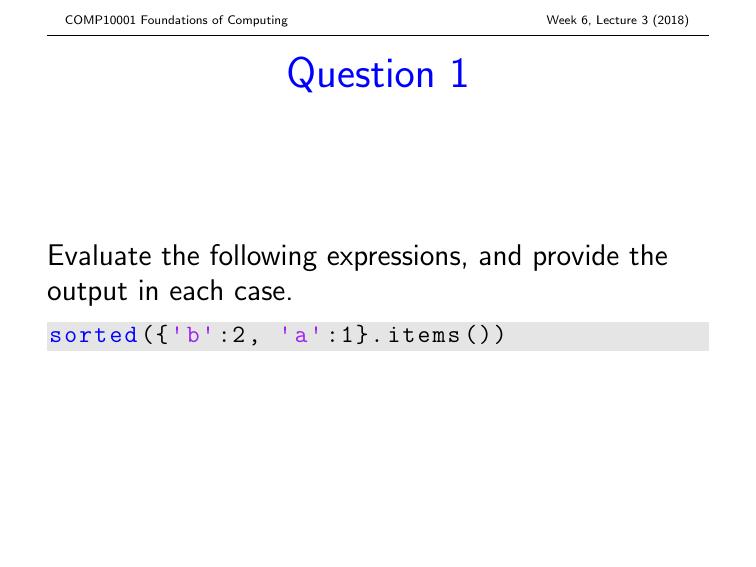 COMP10001 Foundations of Computing
Week 6, Lecture 3 (2018)
Question 1
Evaluate the following expressions, and provide the
output in each case.
sorted({'b':2, 'a':1}.items())